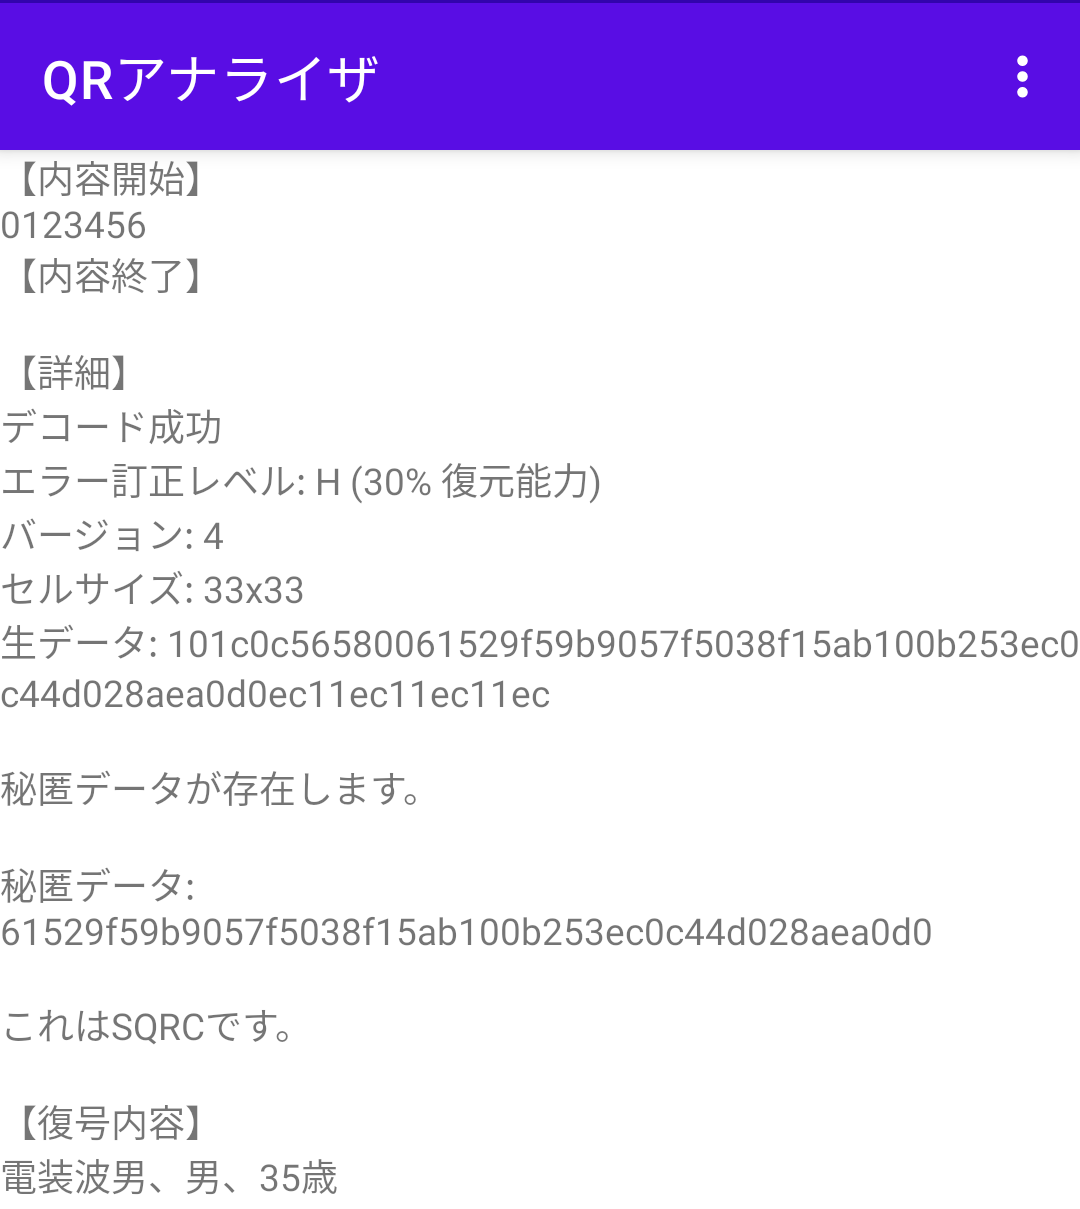 QRアナライザ
【内容開始】
0123456
【内容終了】
【詳細】
デコード成功
エラー訂正レベル: H (30% 復元能力)
バージョン: 4
セルサイズ: 33x33
生データ: 101c0c56580061529f59b9057f5038f15ab100b253ec0
c44d028aea0d0ec11ec11ec11ec
秘匿データが存在します。
秘匿データ:
61529f59b9057f5038f15ab100b253ec0c44d028aea0d0
これはSQRCです。
【復号内容】
電装波男、男、35歳